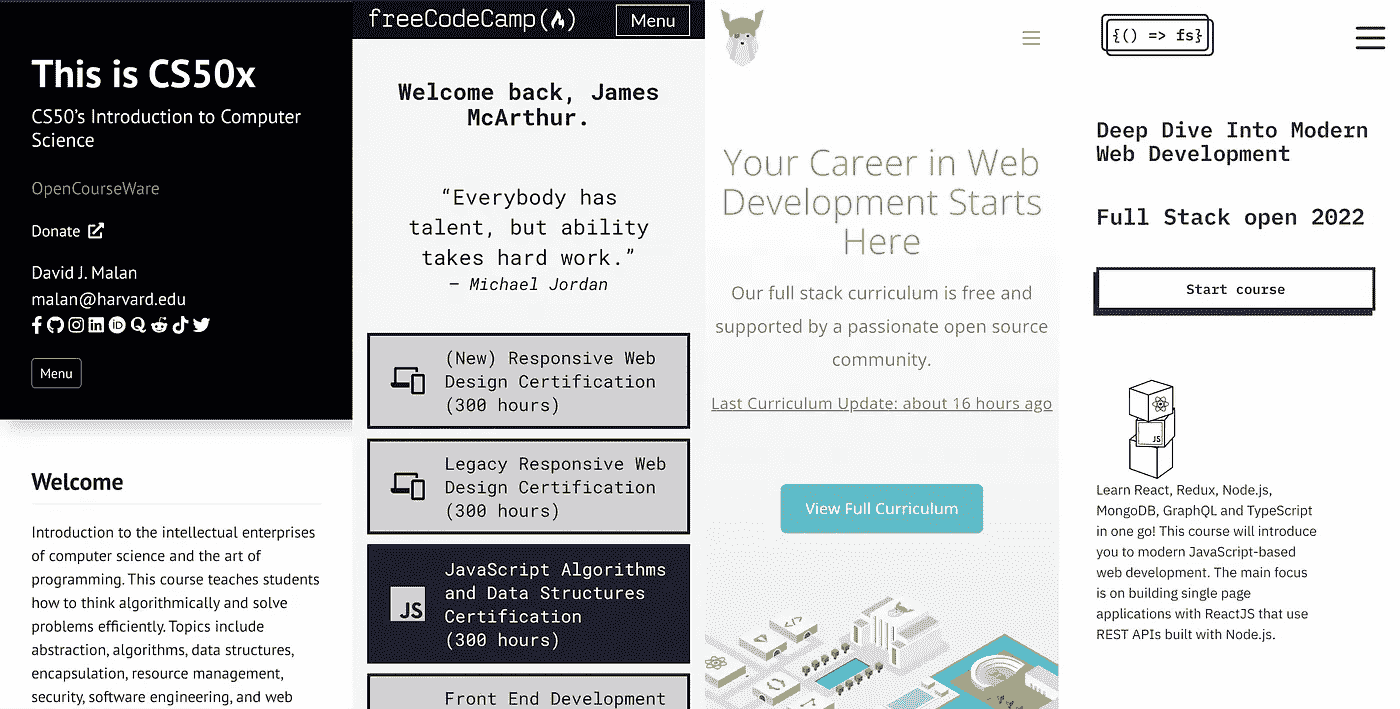 This is CS50x
CS50’s Introduction to Computer
Science
OpenCourseWare
Donate
David J. Malan
malan@harvard.edu
Menu
Welcome
Introduction to the intellectual enterprises
of computer science and the art of
programming. This course teaches students
how to think algorithmically and solve
problems efficiently. Topics include
abstraction, algorithms, data structures,
encapsulation, resource management,
security, software engineering, and web
freeCodeCamp
Menu
Welcome back, James
McArthur.
“Everybody has
talent, but ability
takes hard work.”
– Michael Jordan
(New) Responsive Web
Design Certification
(300 hours)
Legacy Responsive Web
Design Certification
(300 hours)
JS
JavaScript Algorithms
and Data Structures
Certification
(300 hours)
Front End Development
Your Career in Web
Development Starts
Here
Our full stack curriculum is free and
supported by a passionate open source
community.
Last Curriculum Update: about 16 hours ago
View Full Curriculum
{() => fs}
Deep Dive Into Modern
Web Development
Full Stack open 2022
Start course
JS
Learn React, Redux, Node.js,
MongoDB, GraphQL and TypeScript
in one go! This course will introduce
you to modern JavaScript-based
web development. The main focus
is on building single page
applications with ReactJS that use
REST APIs built with Node.js.